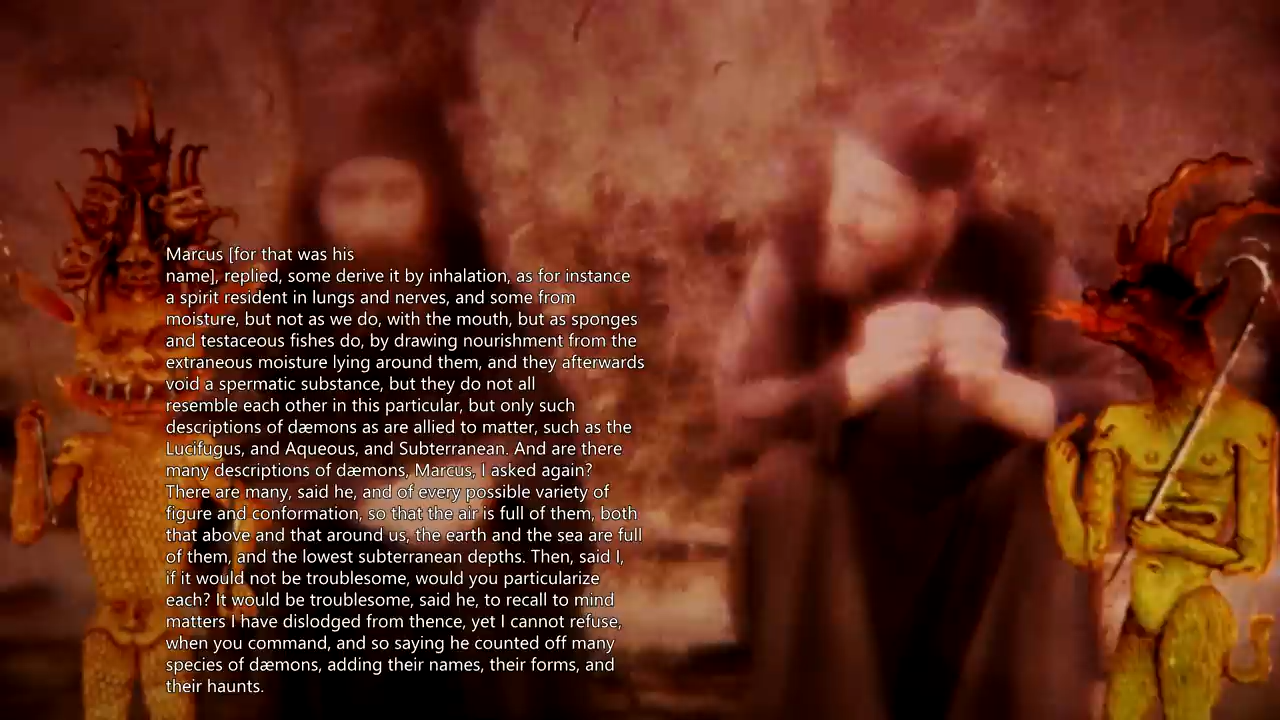 Marcus [for that was his
name], replied, some derive it by inhalation, as for instance
a spirit resident in lungs and nerves, and some from
moisture, but not as we do, with the mouth, but as sponges
and testaceous fishes do, by drawing nourishment from the
extraneous moisture lying around them, and they afterwards
void a spermatic substance, but they do not all
resemble each other in this particular, but only such
descriptions of dæmons as are allied to matter, such as the
Lucifugus, and Aqueous, and Subterranean. And are there
many descriptions of dæmons, Marcus, I asked again?
There are many, said he, and of every possible variety of
figure and conformation, so that the air is full of them, both
that above and that around us, the earth and the sea are full
of them, and the lowest subterranean depths. Then, said I,
if it would not be troublesome, would you particularize
each? It would be troublesome, said he, to recall to mind
matters I have dislodged from thence, yet I cannot refuse,
when you command, and so saying he counted off many
species of dæmons, adding their names, their forms, and
their haunts.